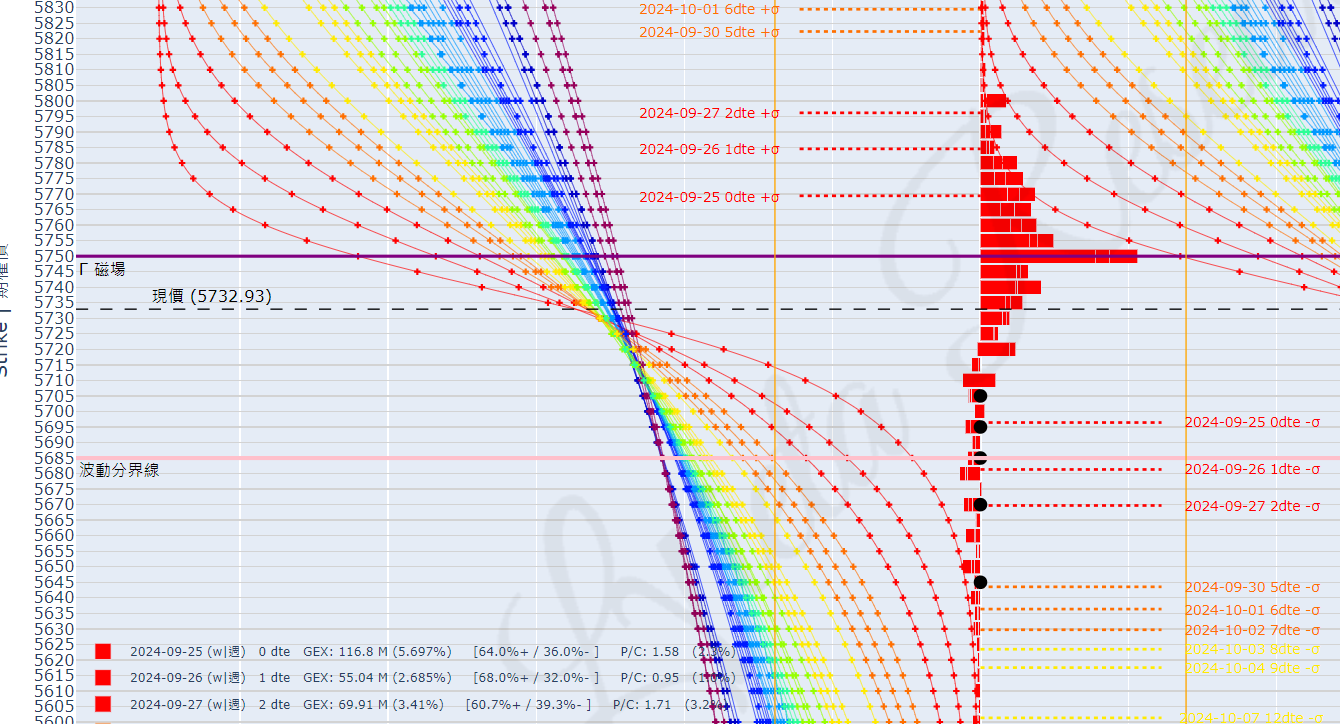 5830
2024-10-01 6dte +σ
5825
2024-09-30 5dte +σ
5820
5815
5810
5805
5800
5795
2024-09-27 2dte +σ
5790
5785
2024-09-26 1dte +σ
5780
5775
5770
2024-09-25 0dte +σ
5765
5760
5755
5750
5745
Γ 磁場
5740
現價 (5732.93)
5735
5730
5725
5720
5715
5710
5705
5700
5695
2024-09-25 0dte -σ
5690
5685
5680
波動分界線
2024-09-26 1dte -σ
5675
5670
2024-09-27 2dte -σ
5665
5660
5655
5650
5645
2024-09-30 5dte -σ
5640
5635
2024-10-01 6dte -σ
5630
2024-10-02 7dte -σ
5625
2024-10-03 8dte -σ
5620
2024-10-04 9dte -σ
5615
5610
5605
5600
2024-10-07 12dte -σ
Strike | 期權價
2024-09-25 (w|週) 0 dte GEX: 116.8 M (5.697%) [64.0%+ / 36.0%- ] P/C: 1.58 (2.3%)
2024-09-26 (w|週) 1 dte GEX: 55.04 M (2.685%) [68.0%+ / 32.0%- ] P/C: 0.95
2024-09-27 (w|週) 2 dte GEX: 69.91 M (3.41%) [60.7%+ / 39.3%- ] P/C: 1.71